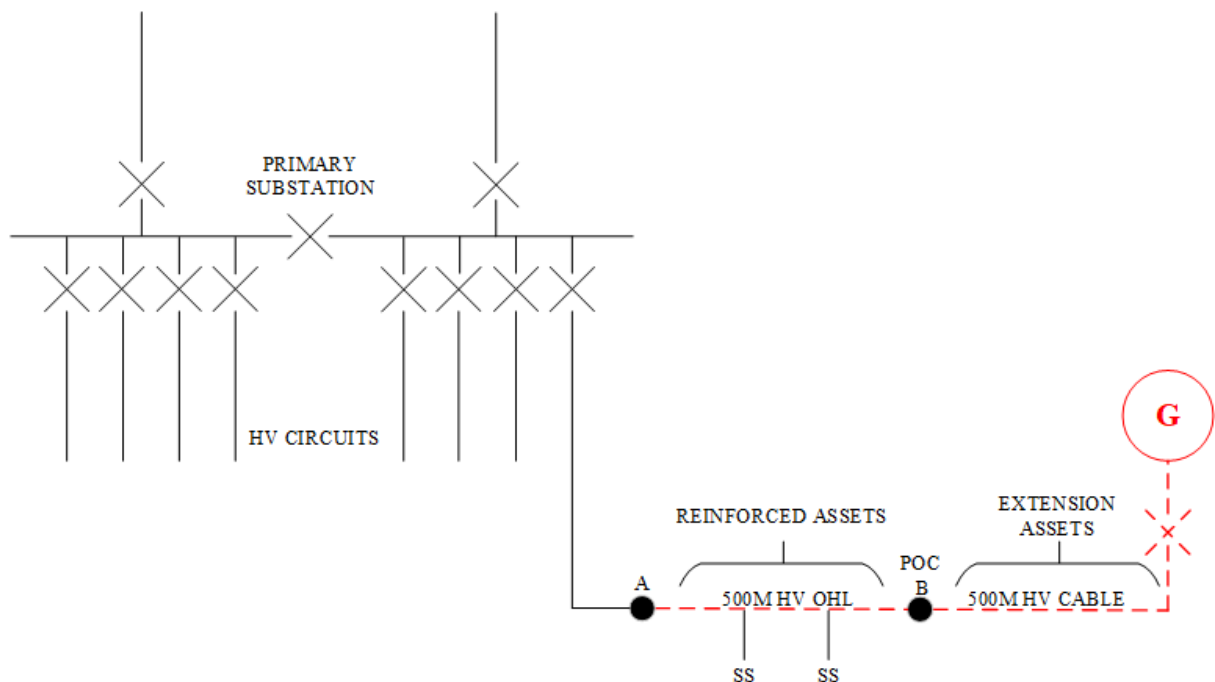 PRIMARY
SUBSTATION
HV CIRCUITS
G
REINFORCED ASSETS
EXTENSION
ASSETS
A
500M HV OHL
POC
B
500M HV CABLE
SS
SS